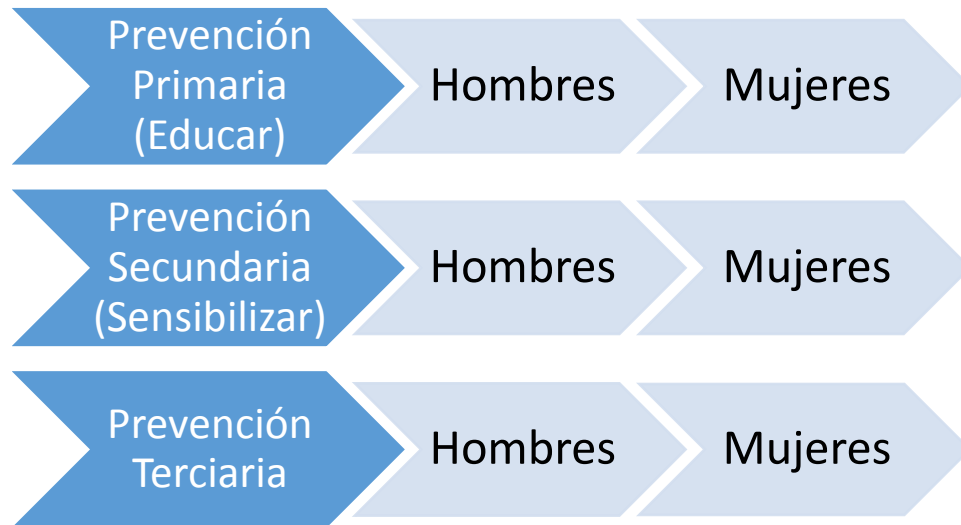 Prevención
Primaria
(Educar)
Hombres
Mujeres
Prevención
Secundaria
(Sensibilizar)
Hombres
Mujeres
Prevención
Terciaria
Hombres
Mujeres